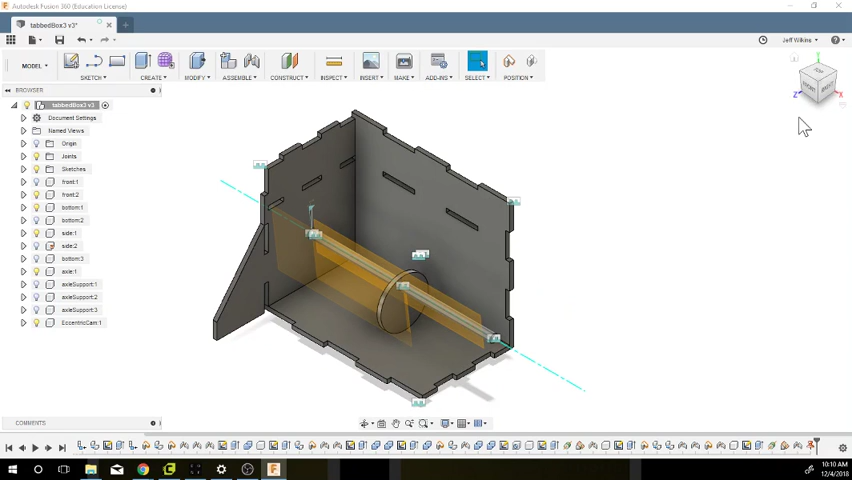 Autodesk Fusion 360 (Education License)
tabbedBox3 v3*
Jeff Wilkins
MODEL
SKETCH
CREATE
MODIFY
ASSEMBLE
CONSTRUCT
INSPECT
INSERT
MAKE
ADD-INS
SELECT
POSITION
TOP
FRONT
RIGHT
Z
X
Y
BROWSER
tabbedBox3 v3
Document Settings
Named Views
Origin
Joints
Sketches
front:1
front:2
bottom:1
bottom:2
side:1
side:2
bottom:3
axle:1
axleSupport:1
axleSupport:2
axleSupport:3
EccentricCam:1
COMMENTS
10:10 AM
12/4/2018